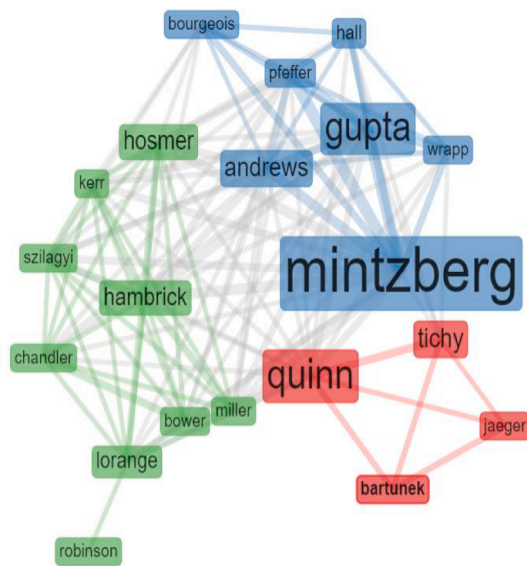 bourgeois
hall
pfeffer
hosmer
gupta
andrews
wrapp
kerr
szilagyi
mintzberg
hambrick
tichy
chandler
quinn
miller
bower
jaeger
lorange
bartunek
robinson